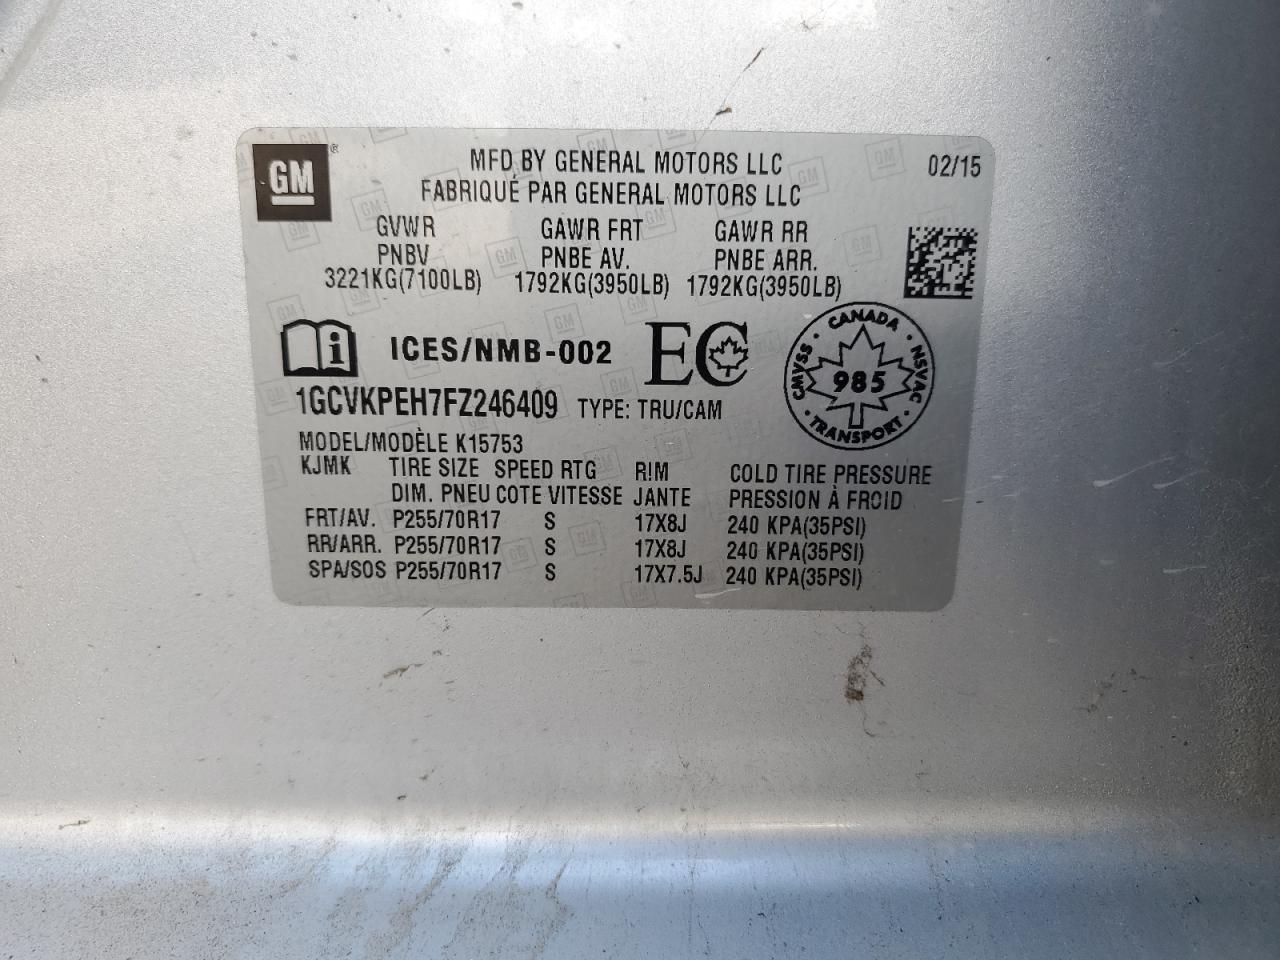 GM ®
MFD BY GENERAL MOTORS LLC 02/15
FABRIQUÉ PAR GENERAL MOTORS LLC
GVWR GAWR FRT GAWR RR
PNBV PNBE AV. PNBE ARR.
3221KG(7100LB) 1792KG(3950LB) 1792KG(3950LB)
i ICES/NMB-002 EC
CANADA
CMVSS 985 NSVAC
TRANSPORT
1GCVKPEH7FZ246409 TYPE: TRU/CAM
MODEL/MODÈLE K15753
KJMK TIRE SIZE SPEED RTG RIM COLD TIRE PRESSURE
DIM. PNEU COTE VITESSE JANTE PRESSION À FROID
FRT/AV. P255/70R17 S 17X8J 240 KPA(35PSI)
RR/ARR. P255/70R17 S 17X8J 240 KPA(35PSI)
SPA/SOS P255/70R17 S 17X7.5J 240 KPA(35PSI)